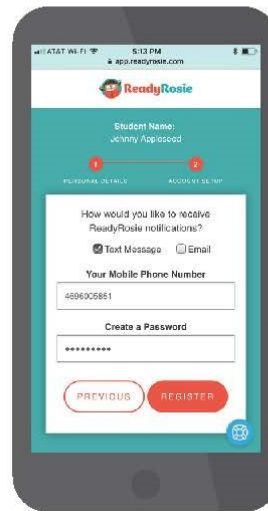 AT&T Wi-Fi 5:13 PM
app.readyrosie.com
ReadyRosie
Student Name:
Johnny Appleseed
1 2
PERSONAL DETAILS ACCOUNT SETUP
How would you like to receive
ReadyRosie notifications?
Text Message Email
Your Mobile Phone Number
4696005851
Create a Password
•••••••••
PREVIOUS REGISTER